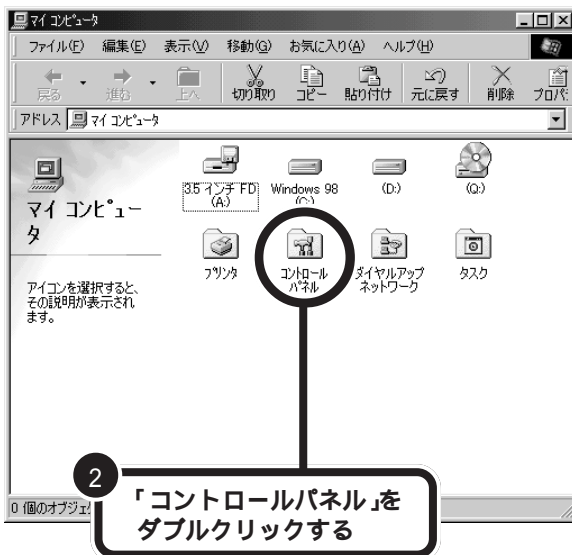 マイ コンピュータ
ファイル(F) 編集(E) 表示(V) 移動(G) お気に入り(A) ヘルプ(H)
戻る 進む 上へ 切り取り コピー 貼り付け 元に戻す 削除 プロパ
アドレス マイ コンピュータ
マイ コンピュー
タ
アイコンを選択すると、
その説明が表示され
ます。
3.5 インチ FD
(A:)
Windows 98
(C:)
(D:)
(Q:)
プリンタ
コントロール
パネル
ダイヤルアップ
ネットワーク
タスク
2
「コントロールパネル」を
ダブルクリックする
0 個のオブジェ